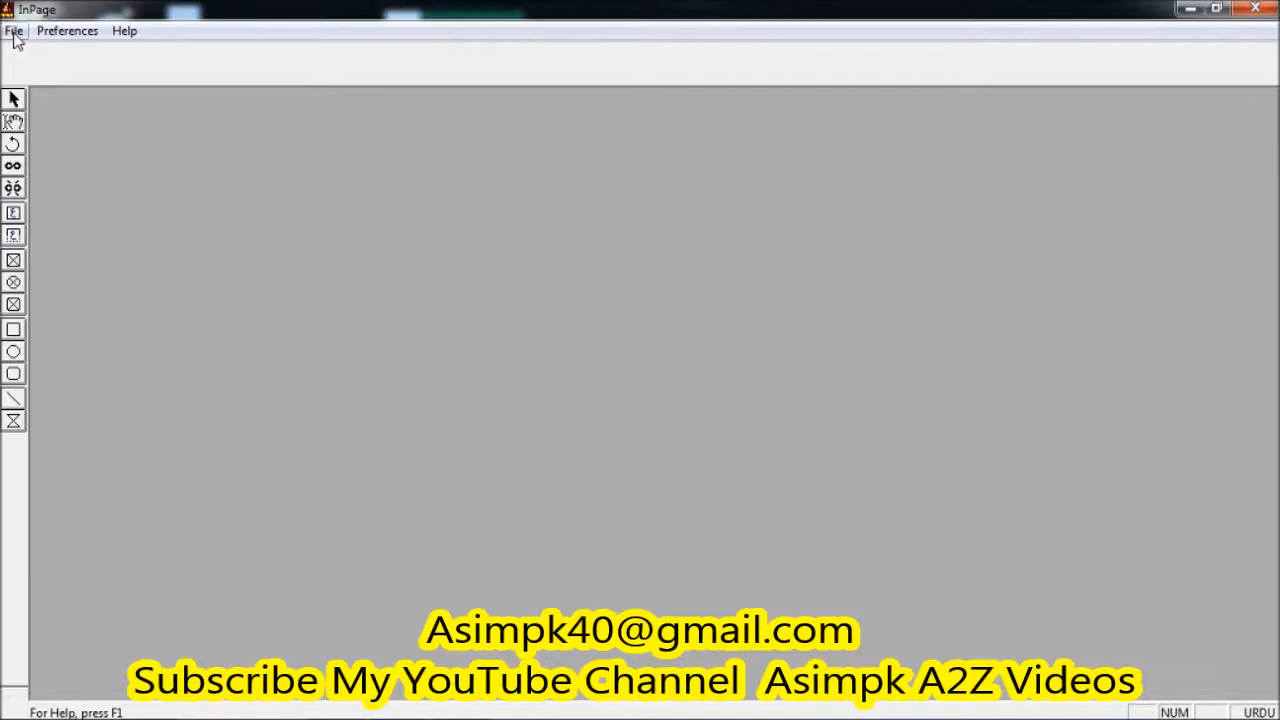 InPage
File Preferences Help
Asimpk40@gmail.com
Subscribe My YouTube Channel Asimpk A2Z Videos
For Help, press F1 NUM URDU